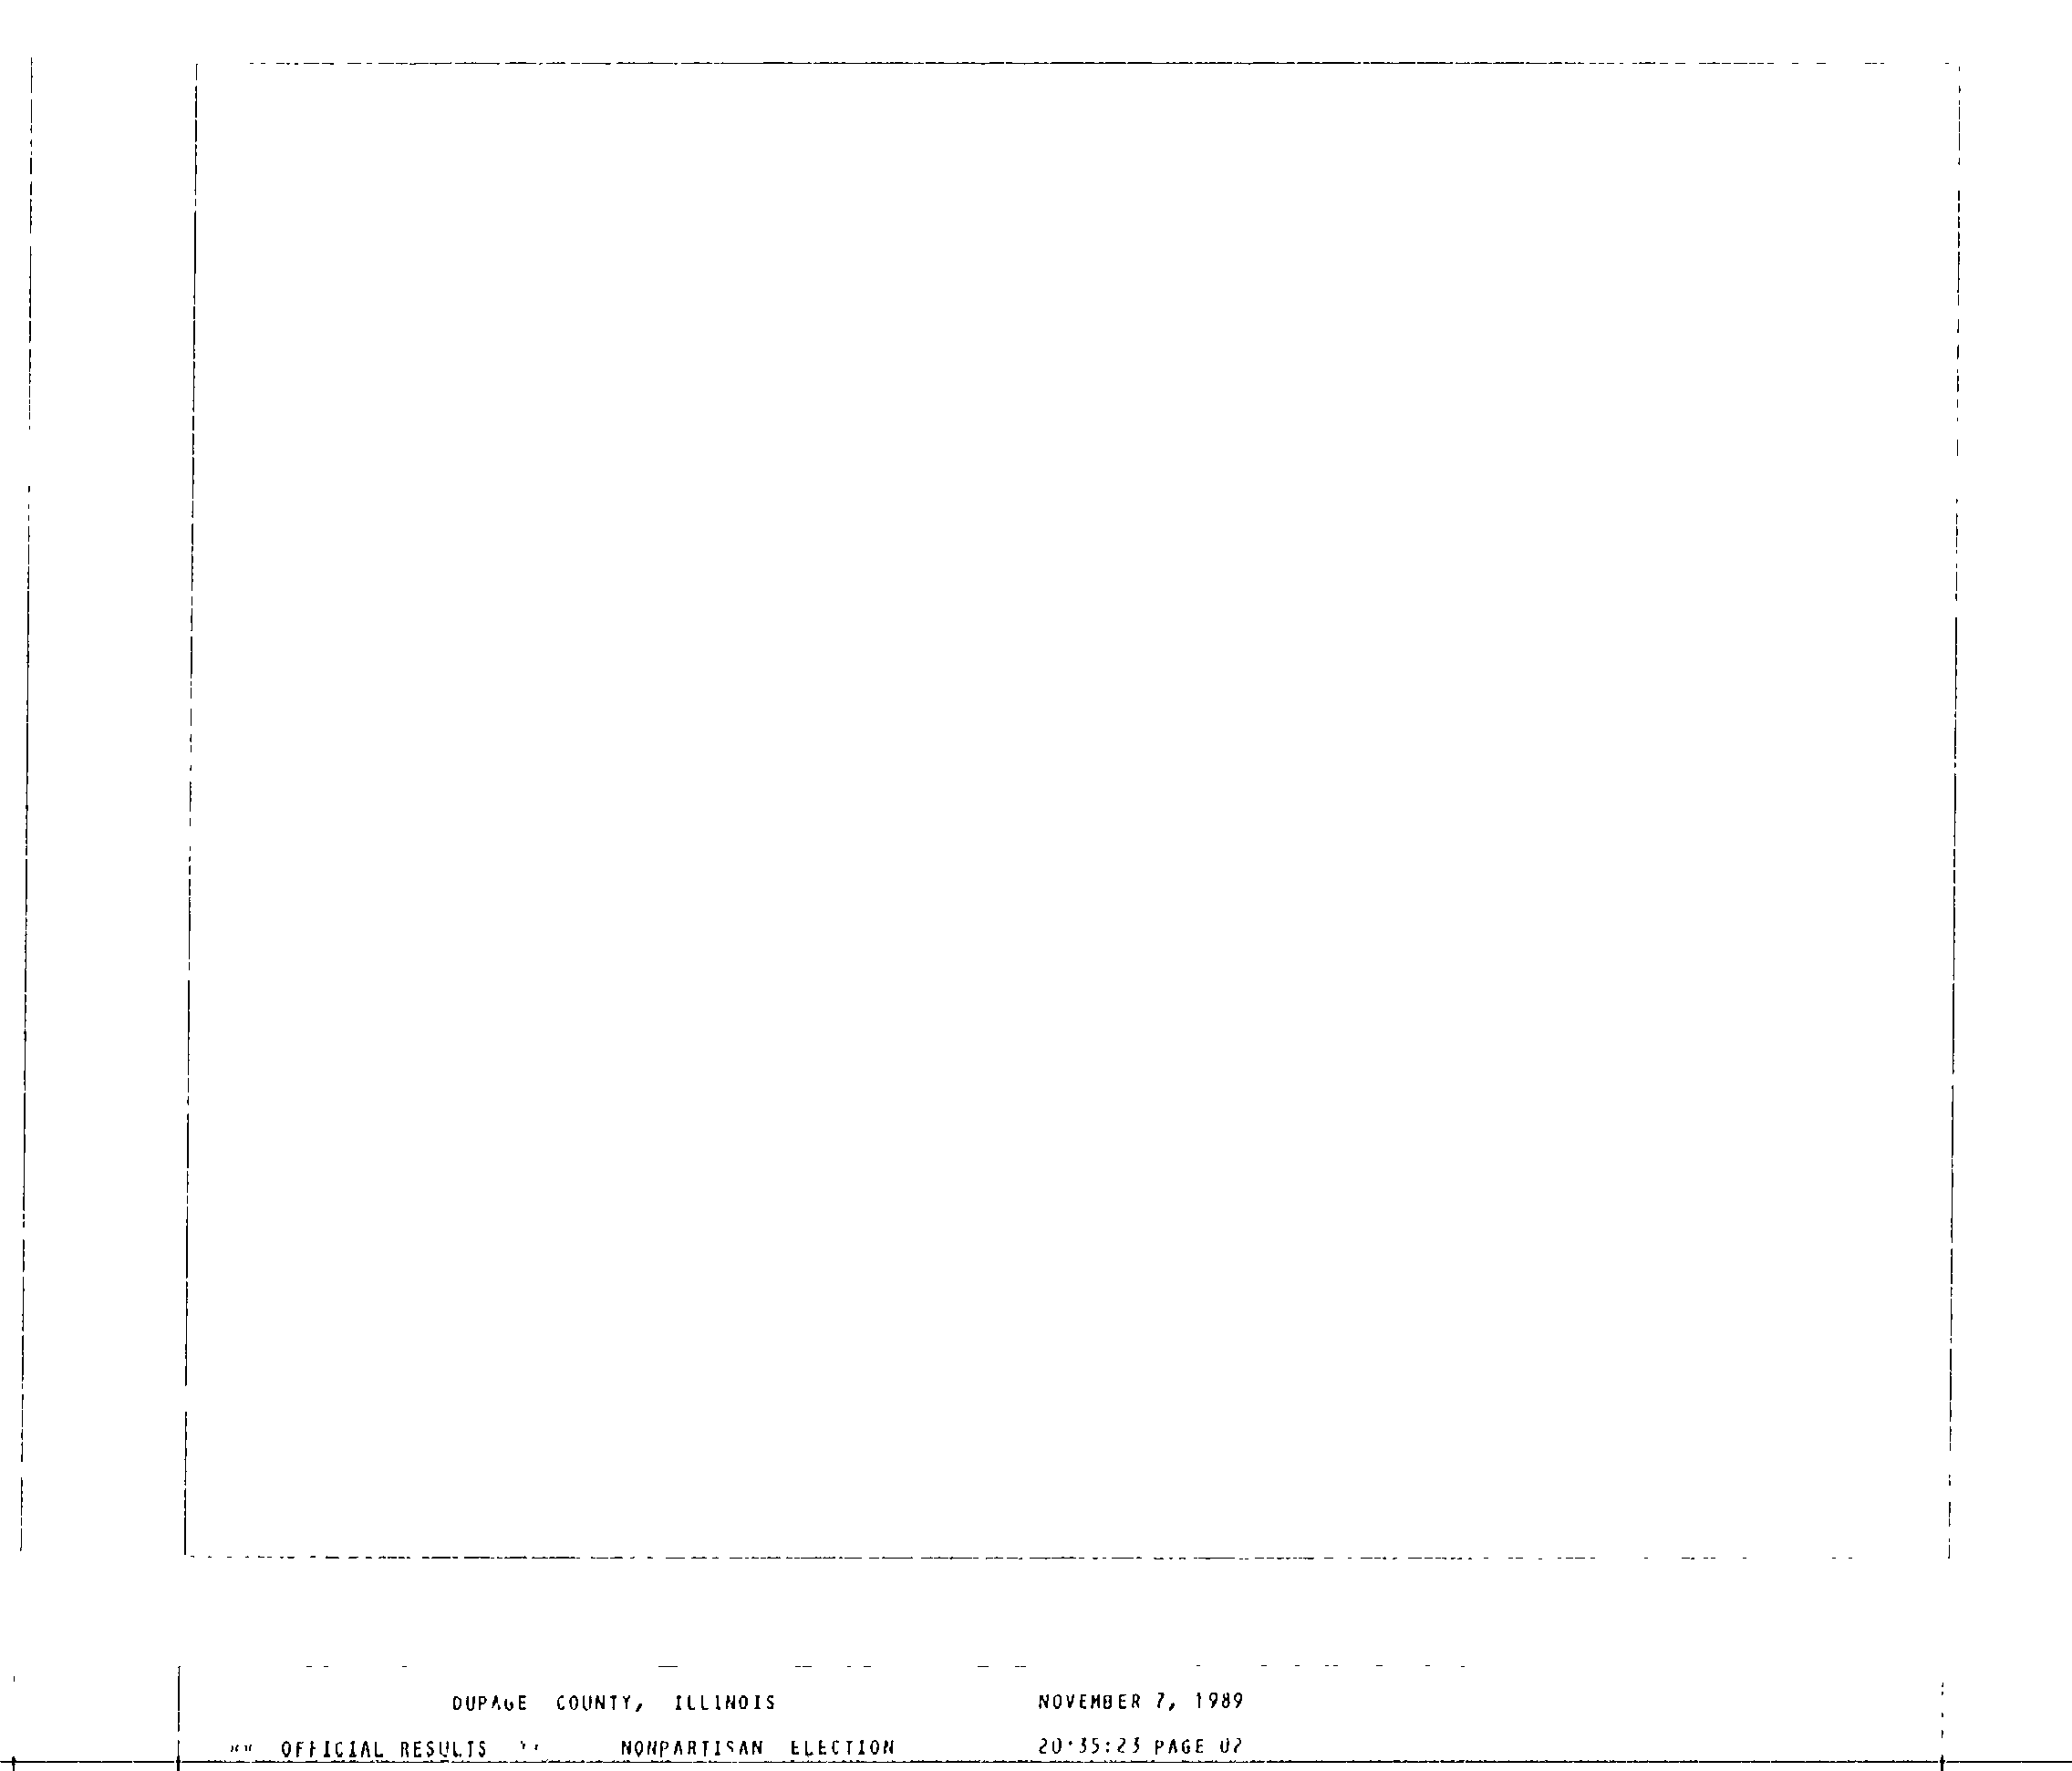 DUPAGE COUNTY, ILLINOIS NOVEMBER 7, 1989
** OFFICIAL RESULTS ** NONPARTISAN ELECTION 20:35:23 PAGE 02